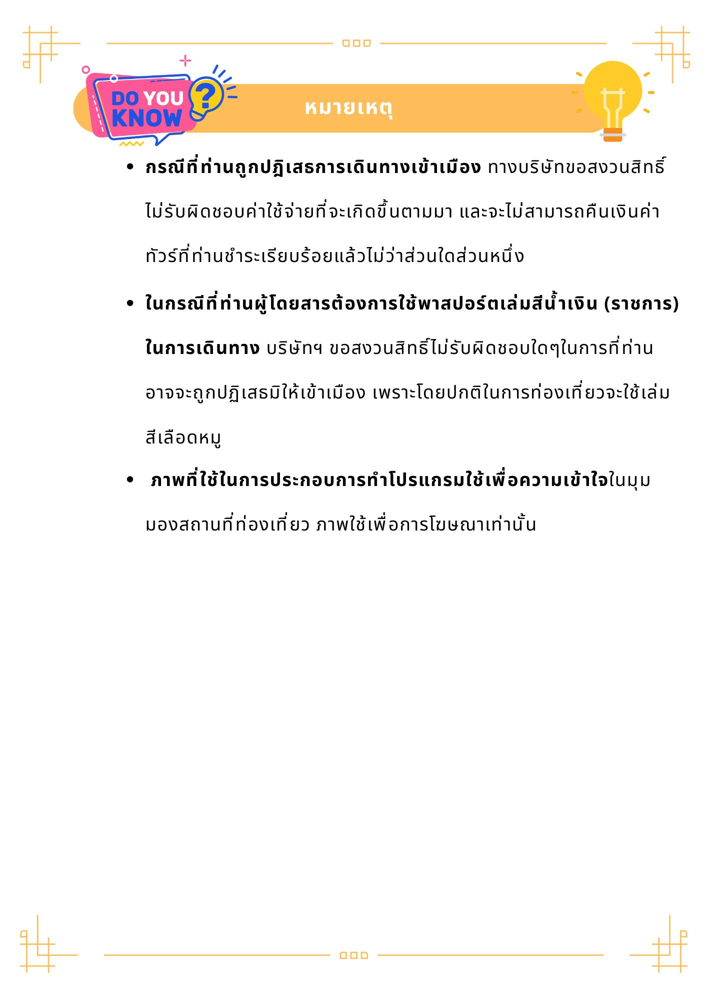 DO YOU
KNOW
?
หมายเหตุ
• กรณีที่ท่านถูกปฎิเสธการเดินทางเข้าเมือง ทางบริษัทขอสงวนสิทธิ์
ไม่รับผิดชอบค่าใช้จ่ายที่จะเกิดขึ้นตามมา และจะไม่สามารถคืนเงินค่า
ทัวร์ที่ท่านชำระเรียบร้อยแล้วไม่ว่าส่วนใดส่วนหนึ่ง
• ในกรณีที่ท่านผู้โดยสารต้องการใช้พาสปอร์ตเล่มสีน้ำเงิน (ราชการ)
ในการเดินทาง บริษัทฯ ขอสงวนสิทธิ์ไม่รับผิดชอบใดๆในการที่ท่าน
อาจจะถูกปฏิเสธมิให้เข้าเมือง เพราะโดยปกติในการท่องเที่ยวจะใช้เล่ม
สีเลือดหมู
• ภาพที่ใช้ในการประกอบการทำโปรแกรมใช้เพื่อความเข้าใจในมุม
มองสถานที่ท่องเที่ยว ภาพใช้เพื่อการโฆษณาเท่านั้น